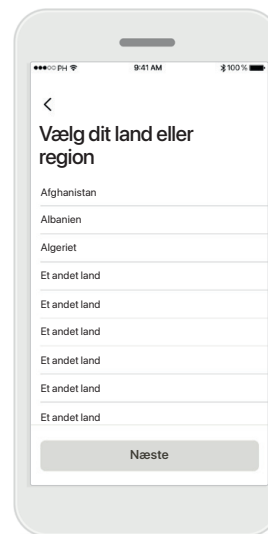 ●●●○○ PH 9:41 AM 100 %
Vælg dit land eller
region
Afghanistan
Albanien
Algeriet
Et andet land
Et andet land
Et andet land
Et andet land
Et andet land
Et andet land
Næste